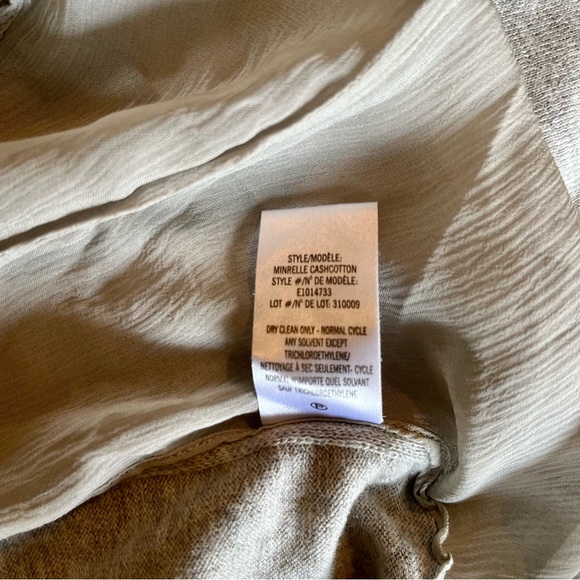 STYLE/MODÈLE:
MINRELLE CASHCOTTON
STYLE #/N° DE MODÈLE:
E1014733
LOT #/N° DE LOT: 310009
DRY CLEAN ONLY - NORMAL CYCLE
ANY SOLVENT EXCEPT
TRICHLOROETHYLENE/
NETTOYAGE À SEC SEULEMENT- CYCLE
NORMAL N'IMPORTE QUEL SOLVANT
SAUF TRICHLOROETHYLÈNE
P